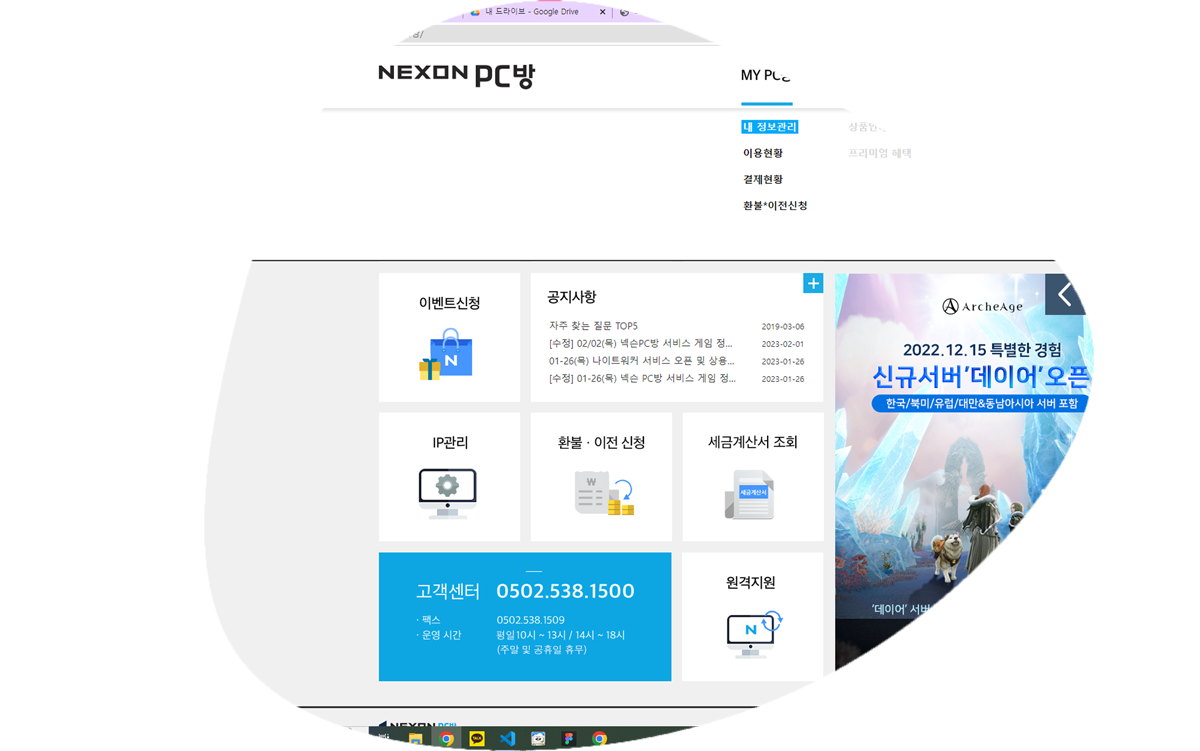 내 드라이브 - Google Drive
NEXON PC방
MY PC
내 정보관리
이용현황
프리미엄 혜택
결제현황
환불*이전신청
이벤트신청
N
공지사항
자주 찾는 질문 TOP5 2019-03-06
[수정] 02/02(목) 넥슨PC방 서비스 게임 정... 2023-02-01
01-26(목) 나이트워커 서비스 오픈 및 상용... 2023-01-26
[수정] 01-26(목) 넥슨 PC방 서비스 게임 정... 2023-01-26
ArcheAge
2022.12.15 특별한 경험
신규서버'데이어'오픈
한국/북미/유럽/대만&동남아시아 서버 포함
'데이어' 서버
IP관리
환불 · 이전 신청
₩
세금계산서 조회
세금계산서
고객센터 0502.538.1500
· 팩스 0502.538.1509
· 운영 시간 평일10시 ~ 13시 / 14시 ~ 18시
(주말 및 공휴일 휴무)
원격지원
N
NEXON PC방
TALK